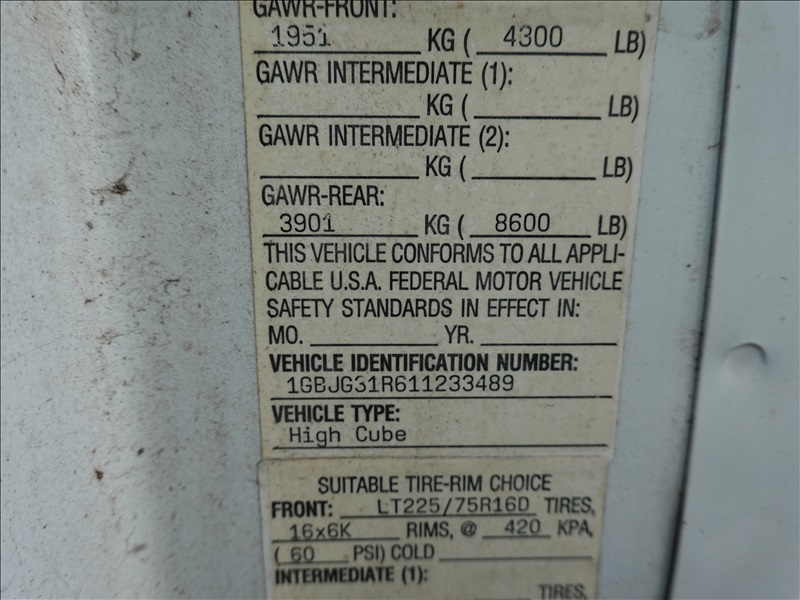 GAWR-FRONT:
1951 KG ( 4300 LB)
GAWR INTERMEDIATE (1):
KG ( LB)
GAWR INTERMEDIATE (2):
KG ( LB)
GAWR-REAR:
3901 KG ( 8600 LB)
THIS VEHICLE CONFORMS TO ALL APPLI-
CABLE U.S.A. FEDERAL MOTOR VEHICLE
SAFETY STANDARDS IN EFFECT IN:
MO. YR.
VEHICLE IDENTIFICATION NUMBER:
1GBJG31R611233489
VEHICLE TYPE:
High Cube
SUITABLE TIRE-RIM CHOICE
FRONT: LT225/75R16D TIRES,
16x6K RIMS, @ 420 KPA,
( 60 PSI) COLD
INTERMEDIATE (1):
TIRES,